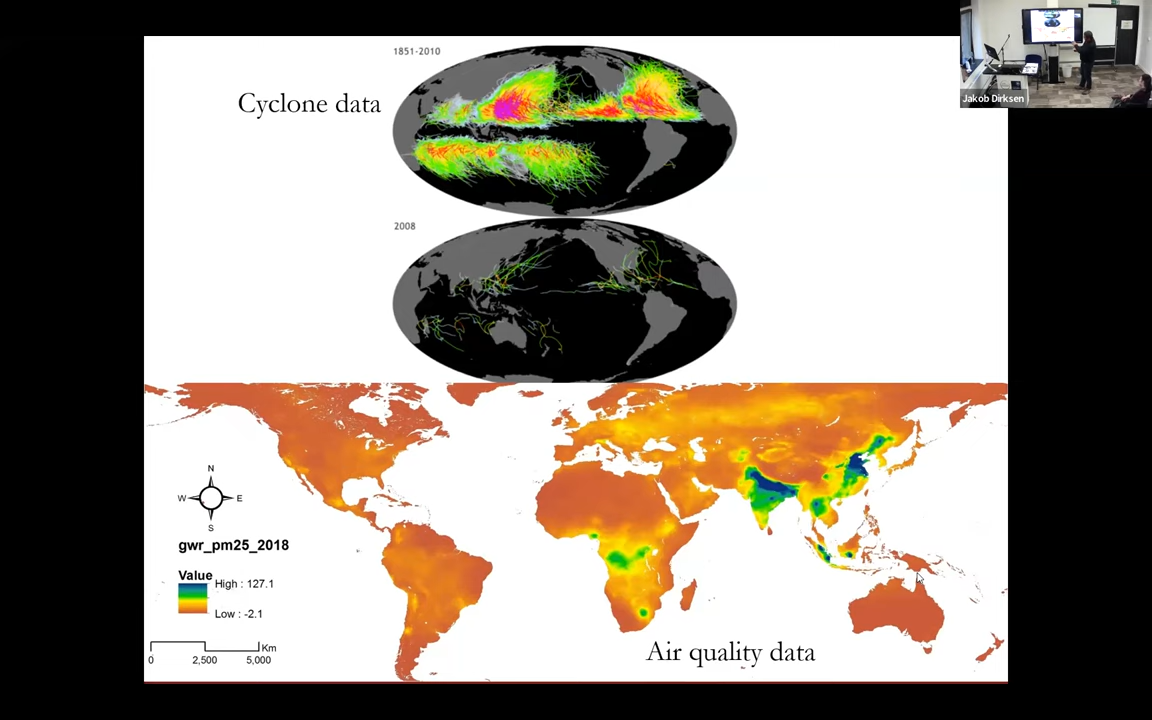 1851-2010
Cyclone data
Jakob Dirksen
2008
N
W E
S
gwr_pm25_2018
Value
High : 127.1
Low : -2.1
Km
0 2,500 5,000
Air quality data